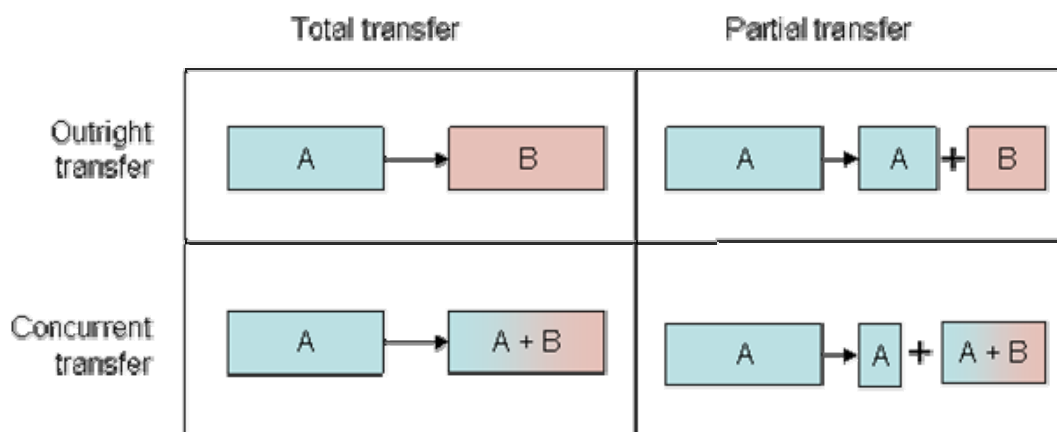 Total transfer
Partial transfer
Outright
transfer
A
B
A
A
+
B
Concurrent
transfer
A
A + B
A
A
+
A + B